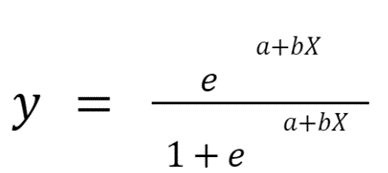 y = e^{a+bX} / 1 + e^{a+bX}